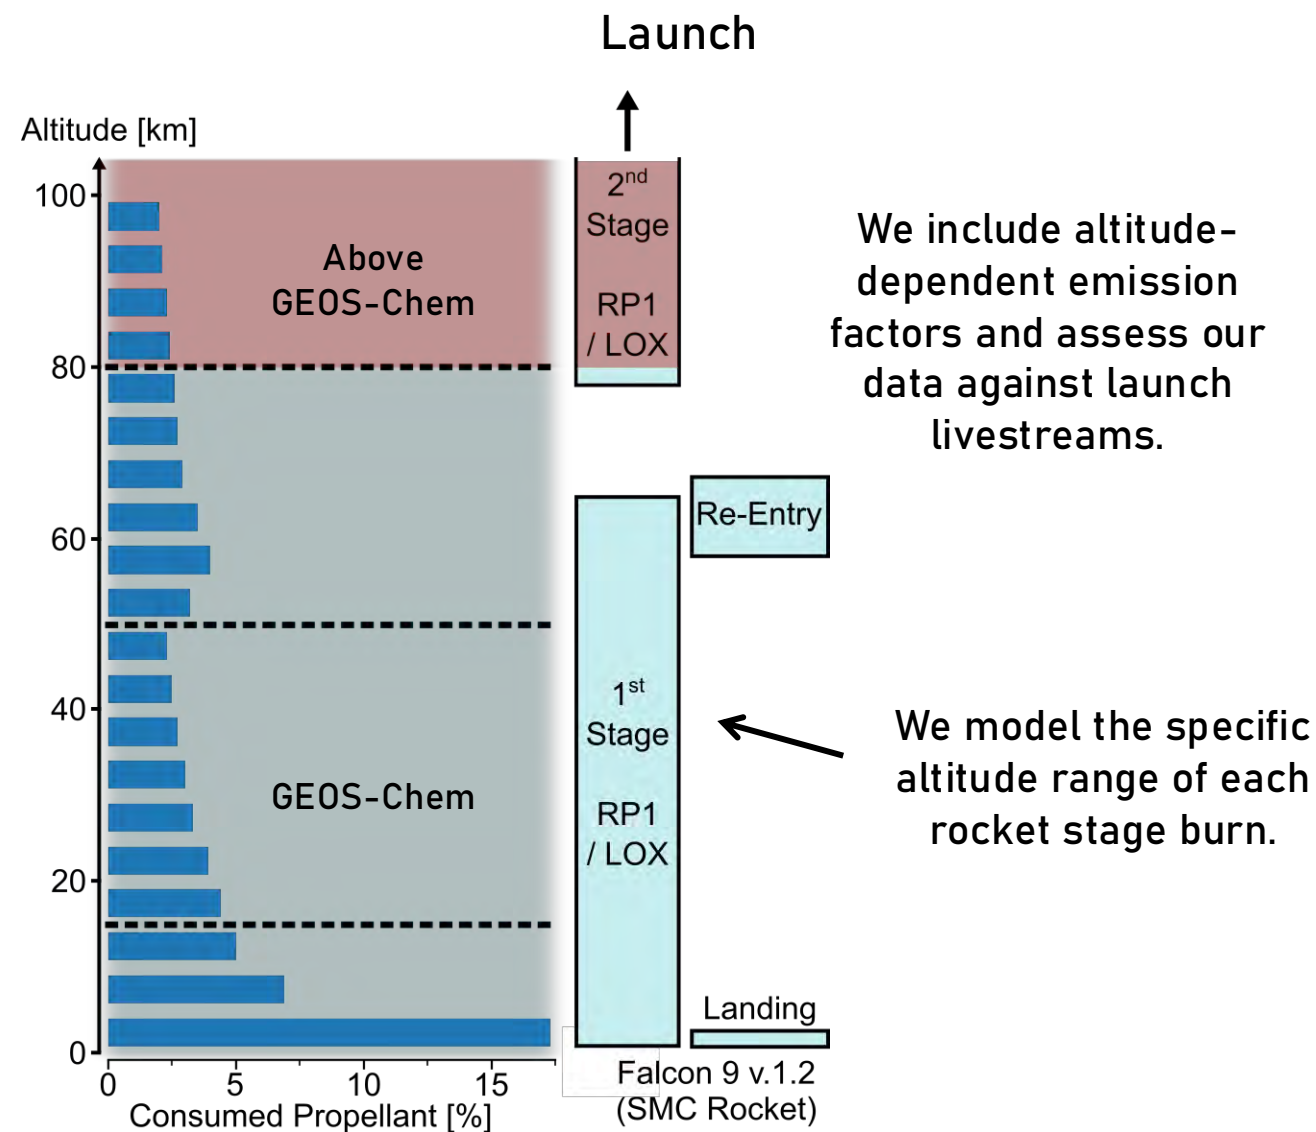 Launch
Altitude [km]
100
80
60
40
20
0
0 5 10 15
Consumed Propellant [%]
Above
GEOS-Chem
GEOS-Chem
2nd
Stage
RP1
/ LOX
Re-Entry
1st
Stage
RP1
/ LOX
Landing
Falcon 9 v.1.2
(SMC Rocket)
We include altitude-
dependent emission
factors and assess our
data against launch
livestreams.
We model the specific
altitude range of each
rocket stage burn.